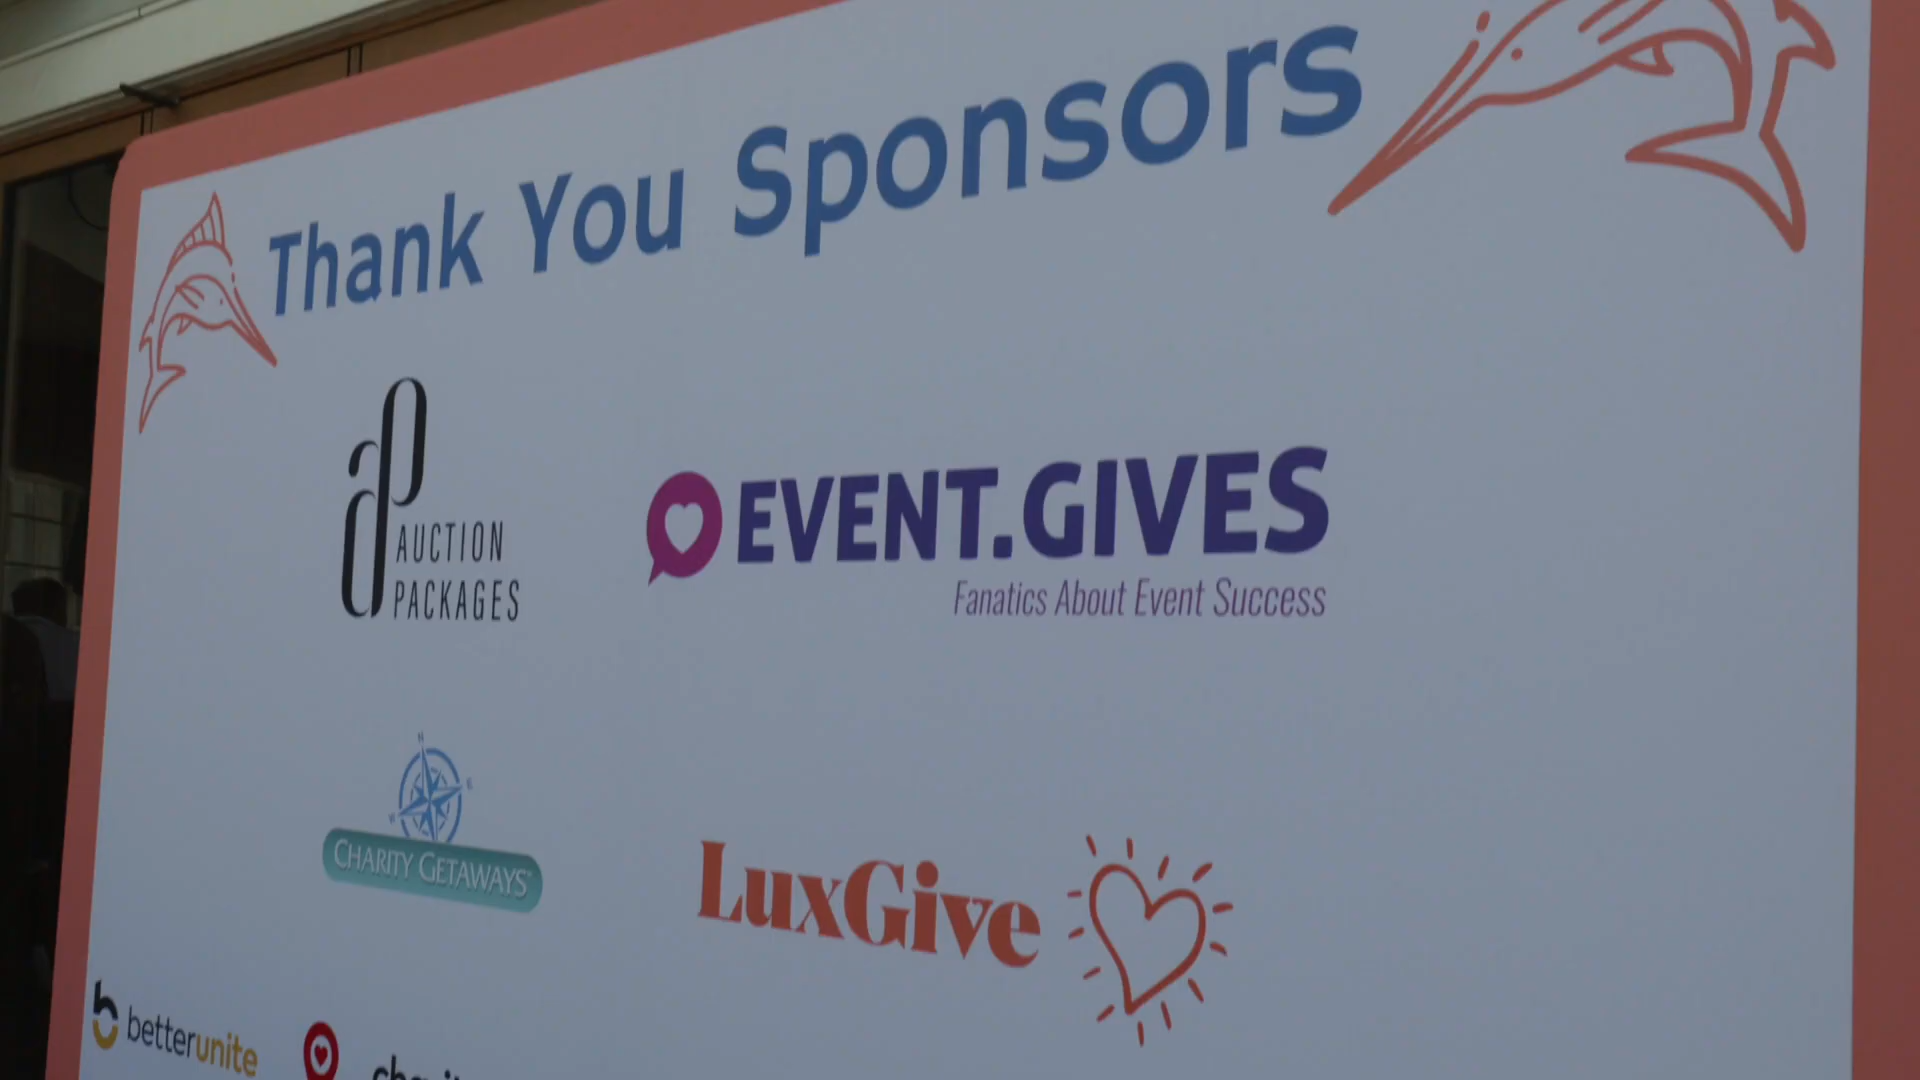 Thank You Sponsors
AUCTION
PACKAGES
EVENT.GIVES
Fanatics About Event Success
N
E
CHARITY GETAWAYS
LuxGive
betterunite